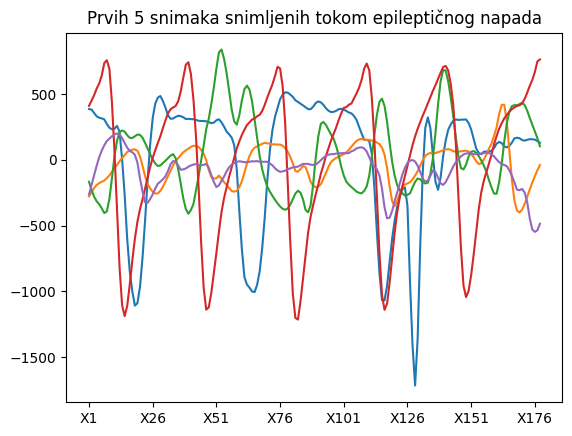 Prvih 5 snimaka snimljenih tokom epileptičnog napada
500
0
−500
−1000
−1500
X1 X26 X51 X76 X101 X126 X151 X176